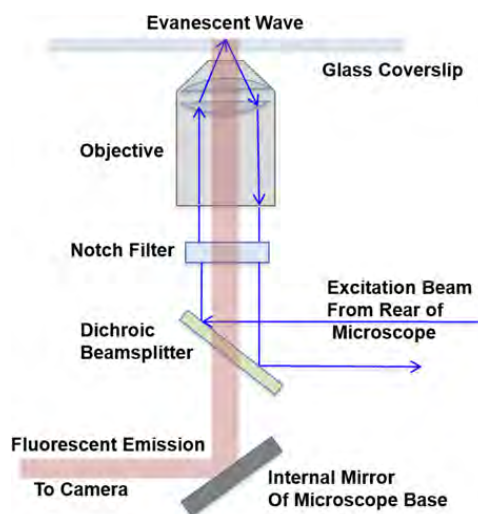 Evanescent Wave
Glass Coverslip
Objective
Notch Filter
Excitation Beam
From Rear of
Microscope
Dichroic
Beamsplitter
Fluorescent Emission
To Camera
Internal Mirror
Of Microscope Base